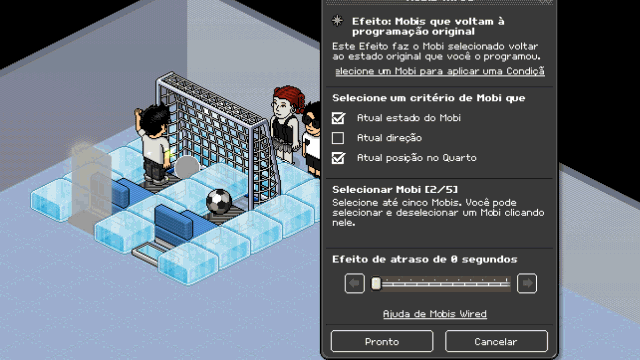 Efeito: Mobis que voltam à
programação original
Este Efeito faz o Mobi selecionado voltar
ao estado original que você o programou.
elecione um Mobi para aplicar uma Condiçã
Selecione um critério de Mobi que
Atual estado do Mobi
Atual direção
Atual posição no Quarto
Selecionar Mobi [2/5]
Selecione até cinco Mobis. Você pode
selecionar e deselecionar um Mobi clicando
nele.
Efeito de atraso de 0 segundos
Ajuda de Mobis Wired
Pronto
Cancelar